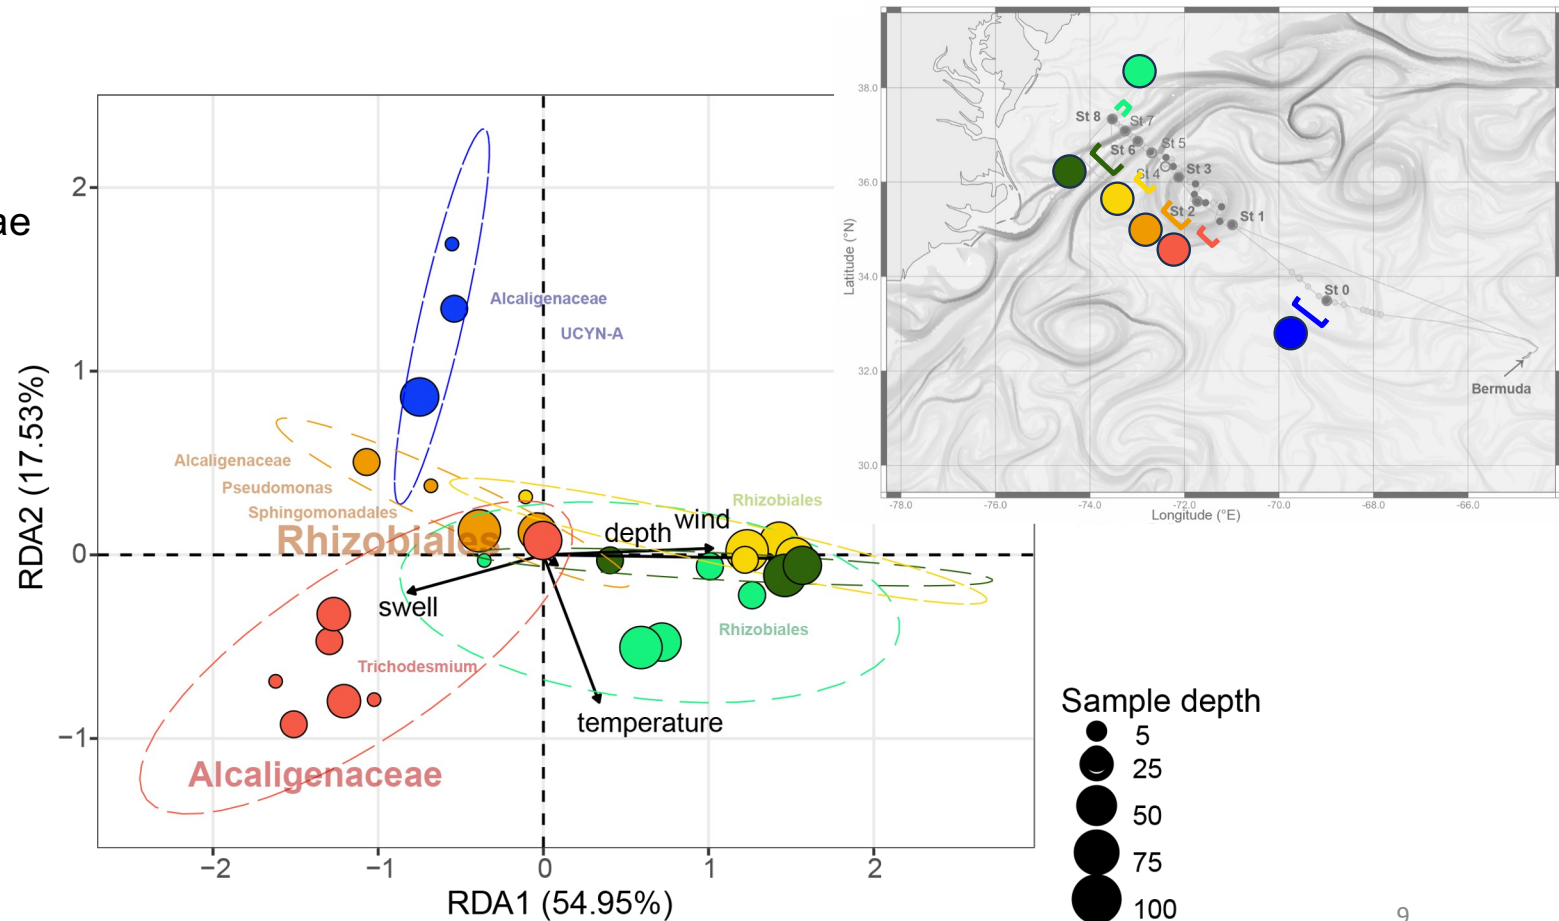 ae
RDA2 (17.53%)
2
1
0
−1
−2
−1
0
1
2
RDA1 (54.95%)
Alcaligenaceae
UCYN-A
Alcaligenaceae
Pseudomonas
Sphingomonadales
Rhizobiales
Rhizobiales
wind
depth
swell
Rhizobiales
Trichodesmium
temperature
Alcaligenaceae
38.0
36.0
34.0
32.0
30.0
Latitude (°N)
St 8
St 7
St 5
St 6
St 3
St 4
St 2
St 1
St 0
Bermuda
-78.0
-76.0
-74.0
-72.0
-70.0
-68.0
-66.0
Longitude (°E)
Sample depth
5
25
50
75
100
9